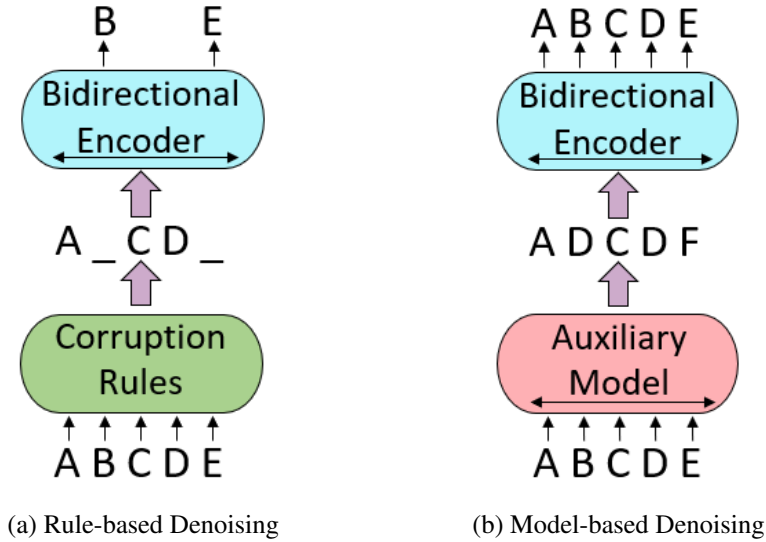 B E
Bidirectional
Encoder
A _ C D _
Corruption
Rules
A B C D E
(a) Rule-based Denoising
A B C D E
Bidirectional
Encoder
A D C D F
Auxiliary
Model
A B C D E
(b) Model-based Denoising